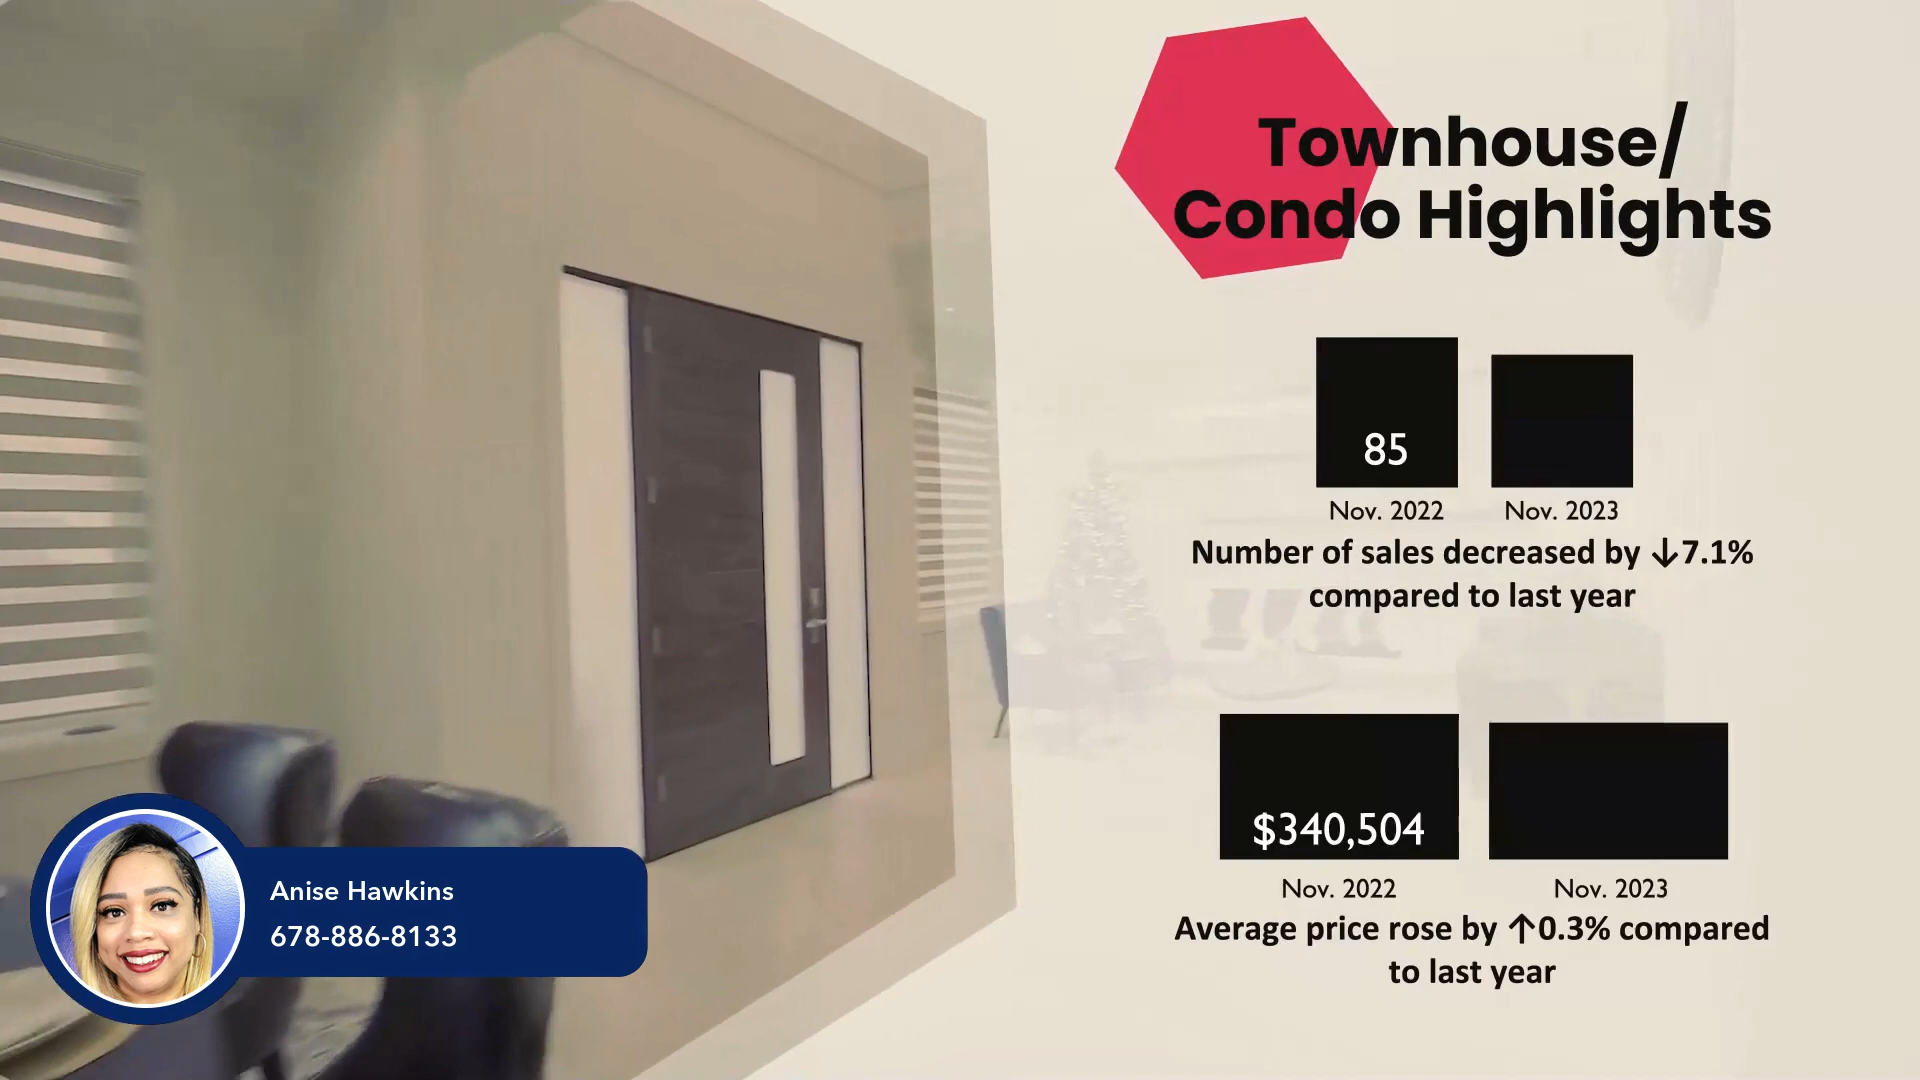 Townhouse/
Condo Highlights
85
Nov. 2022
Nov. 2023
Number of sales decreased by ↓7.1%
compared to last year
$340,504
Nov. 2022
Nov. 2023
Average price rose by ↑0.3% compared
to last year
Anise Hawkins
678-886-8133